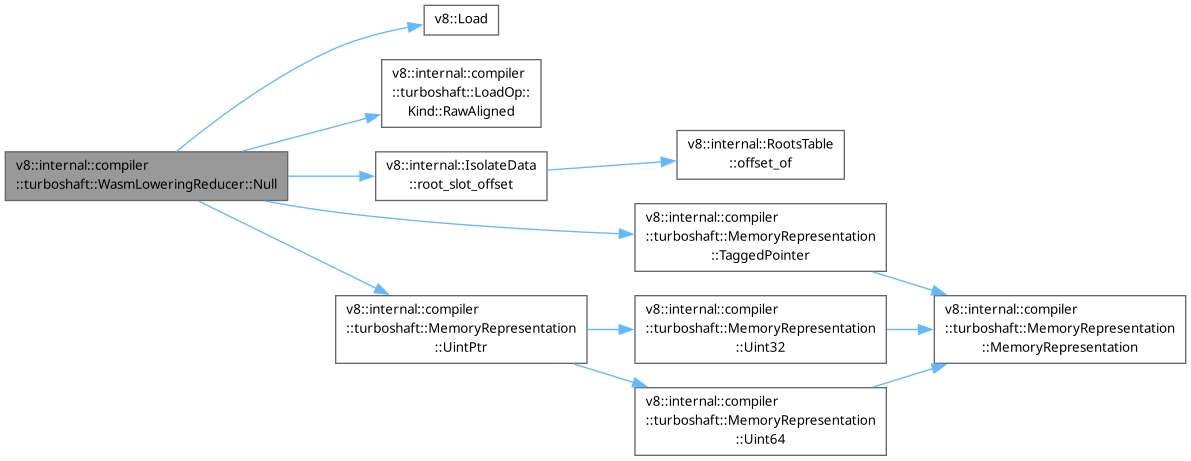 v8::Load
v8::internal::compiler
::turboshaft::LoadOp::
Kind::RawAligned
v8::internal::RootsTable
::offset_of
v8::internal::compiler
::turboshaft::WasmLoweringReducer::Null
v8::internal::IsolateData
::root_slot_offset
v8::internal::compiler
::turboshaft::MemoryRepresentation
::TaggedPointer
v8::internal::compiler
::turboshaft::MemoryRepresentation
::UintPtr
v8::internal::compiler
::turboshaft::MemoryRepresentation
::Uint32
v8::internal::compiler
::turboshaft::MemoryRepresentation
::MemoryRepresentation
v8::internal::compiler
::turboshaft::MemoryRepresentation
::Uint64